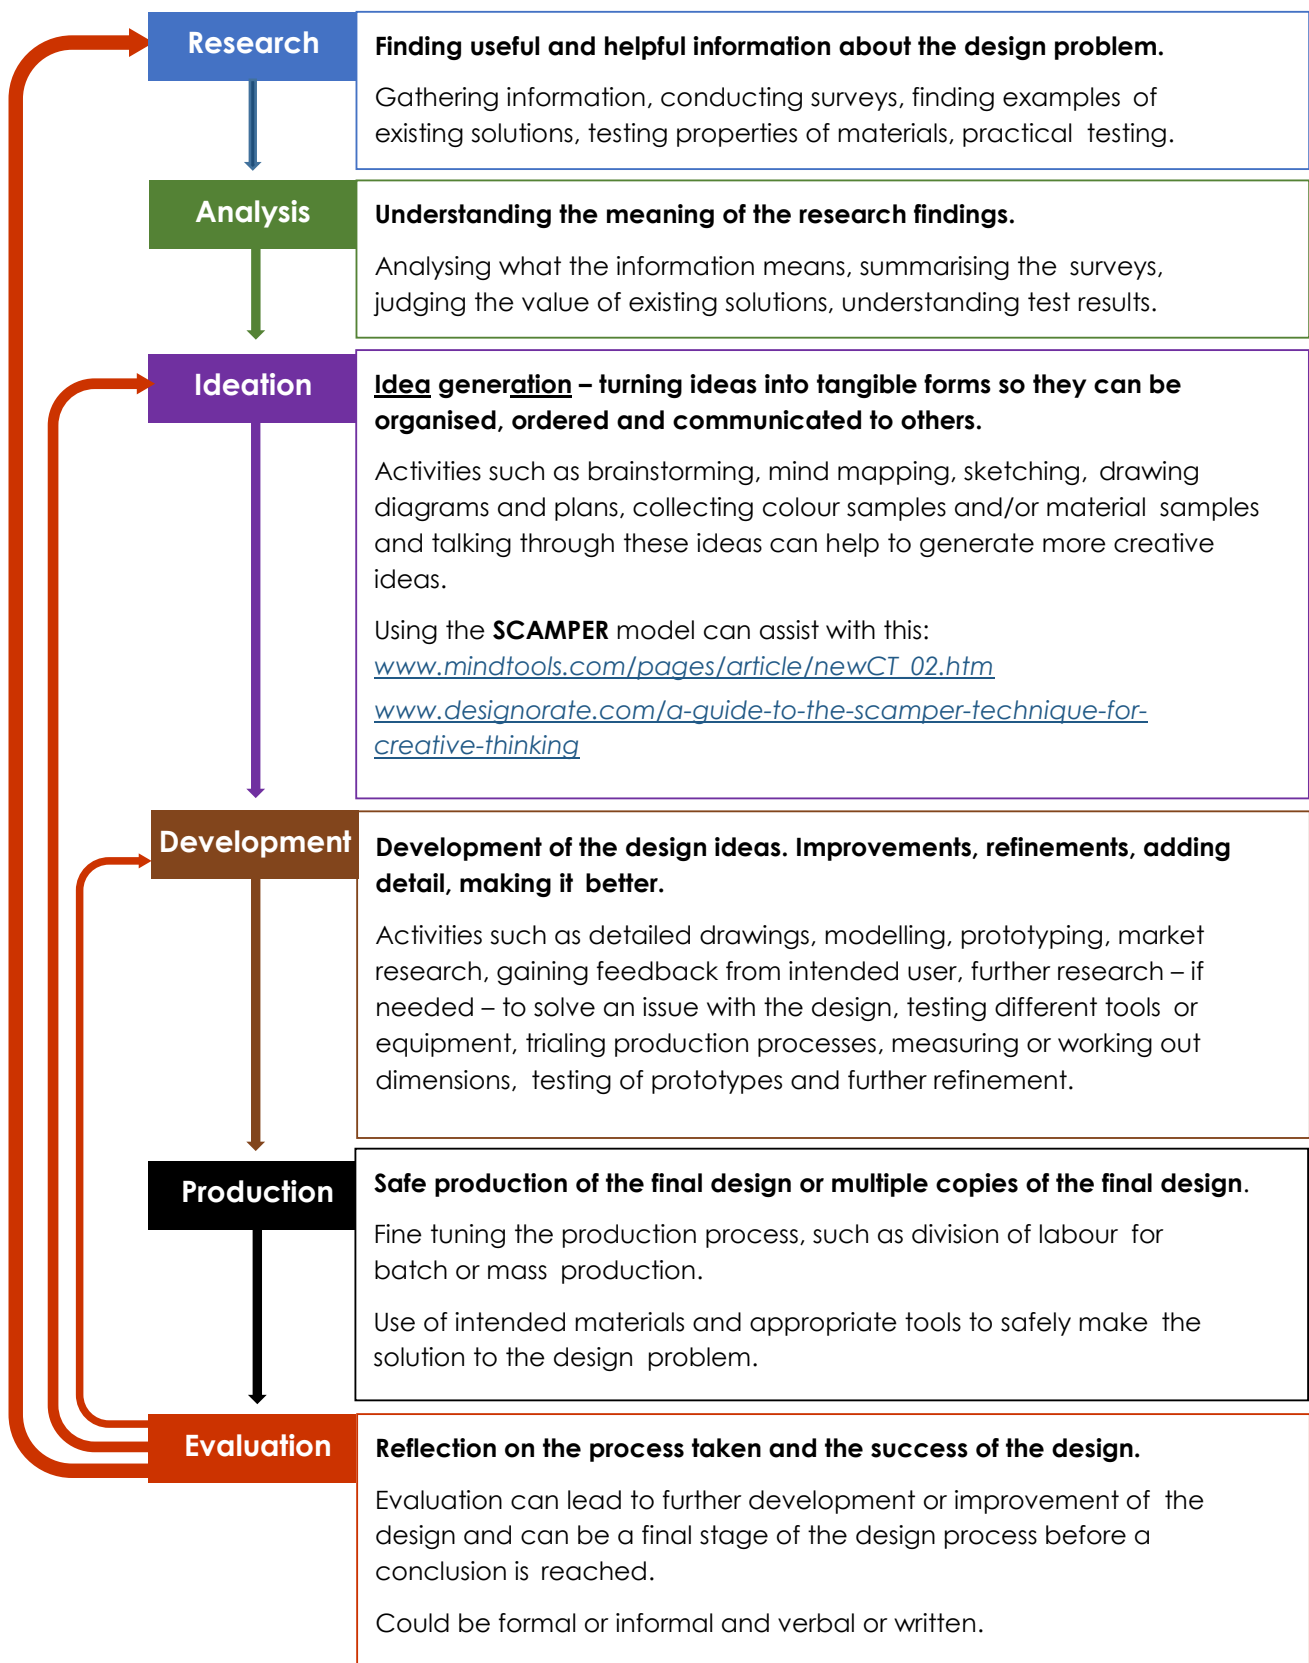 Research
Finding useful and helpful information about the design problem.
Gathering information, conducting surveys, finding examples of
existing solutions, testing properties of materials, practical testing.
Analysis
Understanding the meaning of the research findings.
Analysing what the information means, summarising the surveys,
judging the value of existing solutions, understanding test results.
Ideation
Idea generation – turning ideas into tangible forms so they can be
organised, ordered and communicated to others.
Activities such as brainstorming, mind mapping, sketching, drawing
diagrams and plans, collecting colour samples and/or material samples
and talking through these ideas can help to generate more creative
ideas.
Using the SCAMPER model can assist with this:
www.mindtools.com/pages/article/newCT_02.htm
www.designorate.com/a-guide-to-the-scamper-technique-for-
creative-thinking
Development
Development of the design ideas. Improvements, refinements, adding
detail, making it better.
Activities such as detailed drawings, modelling, prototyping, market
research, gaining feedback from intended user, further research – if
needed – to solve an issue with the design, testing different tools or
equipment, trialing production processes, measuring or working out
dimensions, testing of prototypes and further refinement.
Production
Safe production of the final design or multiple copies of the final design.
Fine tuning the production process, such as division of labour for
batch or mass production.
Use of intended materials and appropriate tools to safely make the
solution to the design problem.
Evaluation
Reflection on the process taken and the success of the design.
Evaluation can lead to further development or improvement of the
design and can be a final stage of the design process before a
conclusion is reached.
Could be formal or informal and verbal or written.